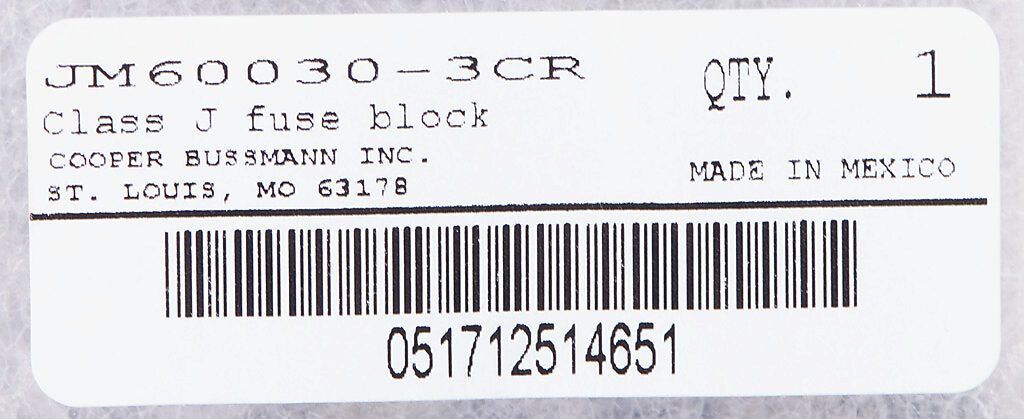 JM60030-3CR QTY. 1
Class J fuse block
COOPER BUSSMANN INC.
ST. LOUIS, MO 63178 MADE IN MEXICO
051712514651